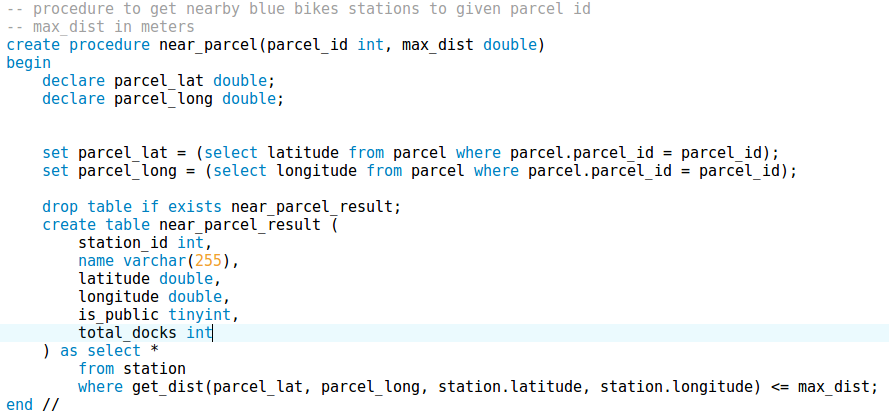 -- procedure to get nearby blue bikes stations to given parcel id
-- max_dist in meters
create procedure near_parcel(parcel_id int, max_dist double)
begin
    declare parcel_lat double;
    declare parcel_long double;


    set parcel_lat = (select latitude from parcel where parcel.parcel_id = parcel_id);
    set parcel_long = (select longitude from parcel where parcel.parcel_id = parcel_id);

    drop table if exists near_parcel_result;
    create table near_parcel_result (
        station_id int,
        name varchar(255),
        latitude double,
        longitude double,
        is_public tinyint,
        total_docks int
    ) as select *
        from station
        where get_dist(parcel_lat, parcel_long, station.latitude, station.longitude) <= max_dist;
end //